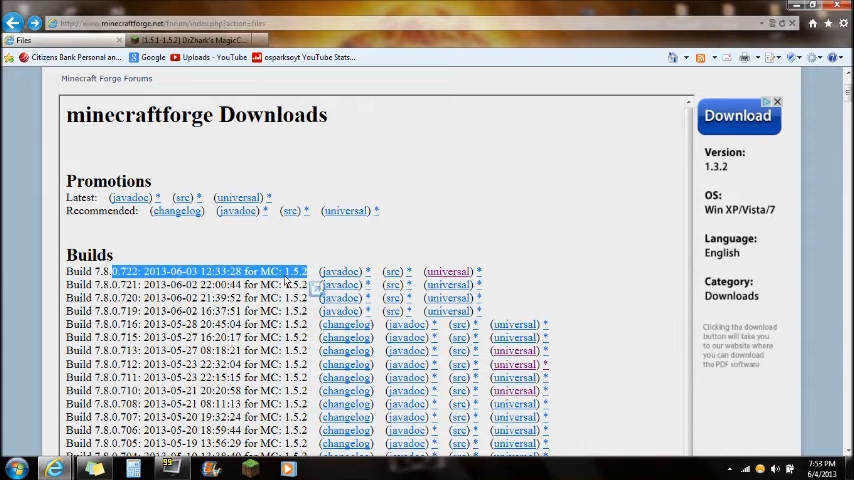 http://www.minecraftforge.net/forum/index.php?action=files
Files
[1.5.1-1.5.2] DrZhark's MagicC...
Citizens Bank Personal an...
Google
Uploads - YouTube
osparksoyt YouTube Stats...
Minecraft Forge Forums
minecraftforge Downloads
Promotions
Latest: (javadoc) * (src) * (universal) *
Recommended: (changelog) (javadoc) * (src) * (universal) *
Builds
Build 7.8.0.722: 2013-06-03 12:33:28 for MC: 1.5.2 (javadoc) * (src) * (universal) *
Build 7.8.0.721: 2013-06-02 22:00:44 for MC: 1.5.2 (javadoc) * (src) * (universal) *
Build 7.8.0.720: 2013-06-02 21:39:52 for MC: 1.5.2 (javadoc) * (src) * (universal) *
Build 7.8.0.719: 2013-06-02 16:37:51 for MC: 1.5.2 (javadoc) * (src) * (universal) *
Build 7.8.0.716: 2013-05-28 20:45:04 for MC: 1.5.2 (changelog) (javadoc) * (src) * (universal) *
Build 7.8.0.715: 2013-05-27 16:20:17 for MC: 1.5.2 (changelog) (javadoc) * (src) * (universal) *
Build 7.8.0.713: 2013-05-27 08:18:21 for MC: 1.5.2 (changelog) (javadoc) * (src) * (universal) *
Build 7.8.0.712: 2013-05-23 22:32:04 for MC: 1.5.2 (changelog) (javadoc) * (src) * (universal) *
Build 7.8.0.711: 2013-05-23 22:15:15 for MC: 1.5.2 (changelog) (javadoc) * (src) * (universal) *
Build 7.8.0.710: 2013-05-21 20:20:58 for MC: 1.5.2 (changelog) (javadoc) * (src) * (universal) *
Build 7.8.0.708: 2013-05-21 08:11:13 for MC: 1.5.2 (changelog) (javadoc) * (src) * (universal) *
Build 7.8.0.707: 2013-05-20 19:32:24 for MC: 1.5.2 (changelog) (javadoc) * (src) * (universal) *
Build 7.8.0.706: 2013-05-20 18:59:44 for MC: 1.5.2 (changelog) (javadoc) * (src) * (universal) *
Build 7.8.0.705: 2013-05-19 13:56:29 for MC: 1.5.2 (changelog) (javadoc) * (src) * (universal) *
Download
Version:
1.3.2
OS:
Win XP/Vista/7
Language:
English
Category:
Downloads
Clicking the download
button will take you
to our website where
you can download
the PDF software
99
7:53 PM
6/4/2013